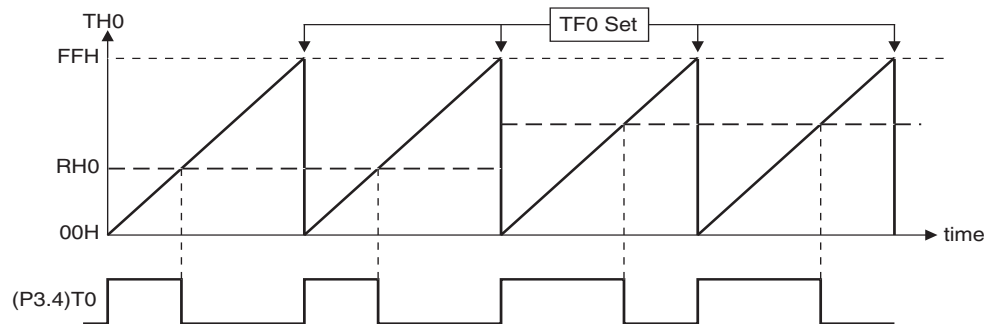 TH0
TF0 Set
FFH
RH0
00H
time
(P3.4)T0